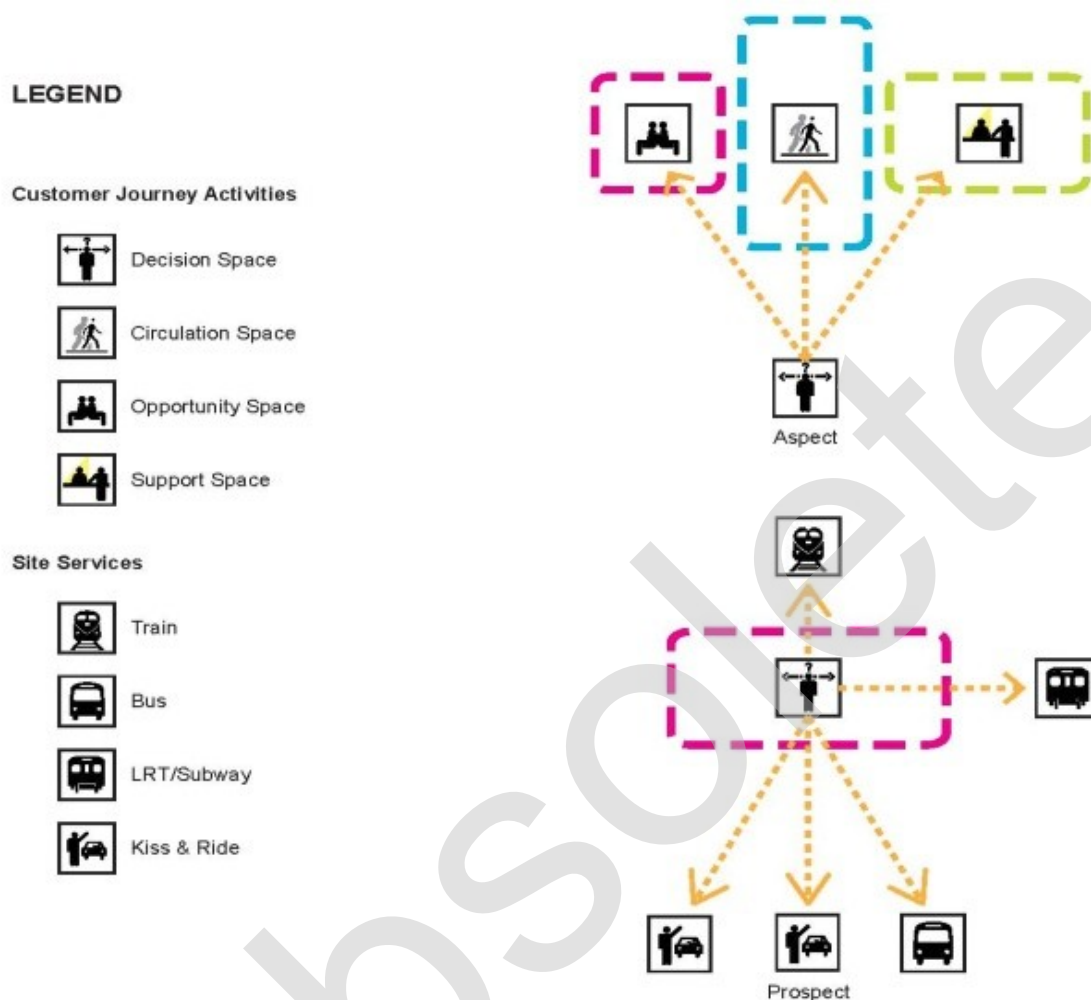 LEGEND
Customer Journey Activities
Decision Space
Circulation Space
Opportunity Space
Support Space
Site Services
Train
Bus
LRT/Subway
Kiss & Ride
?
Aspect
?
Prospect
bsolete